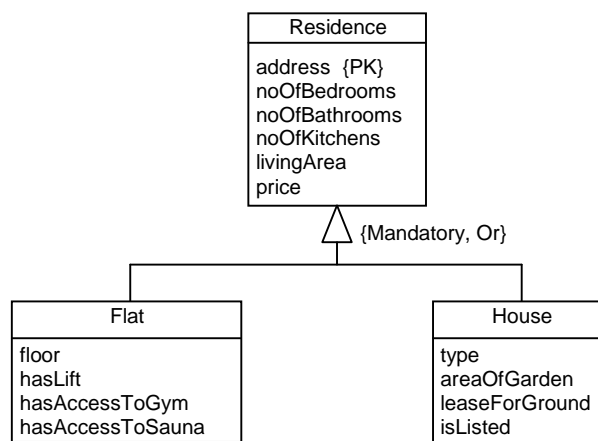 Residence
address {PK}
noOfBedrooms
noOfBathrooms
noOfKitchens
livingArea
price
{Mandatory, Or}
Flat
floor
hasLift
hasAccessToGym
hasAccessToSauna
House
type
areaOfGarden
leaseForGround
isListed